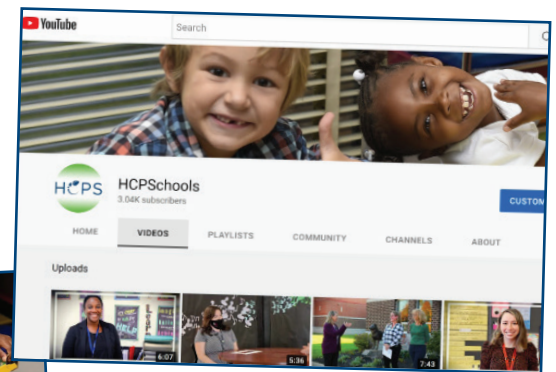 YouTube
Search
HCPS
HCPSchools
3.04K subscribers
CUSTOM
HOME VIDEOS PLAYLISTS COMMUNITY CHANNELS ABOUT
Uploads
6:07 5:36 7:43